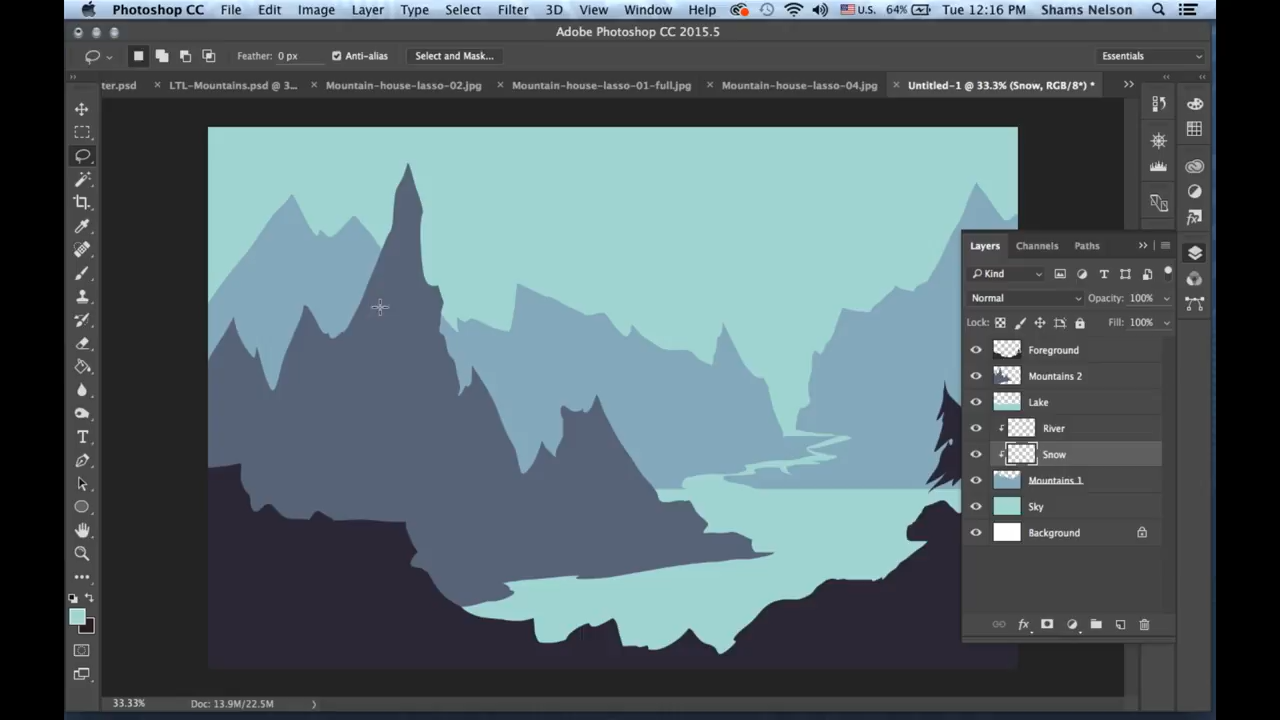 Photoshop CC File Edit Image Layer Type Select Filter 3D View Window Help U.S. 64% Tue 12:16 PM Shams Nelson
Adobe Photoshop CC 2015.5
Feather: 0 px Anti-alias Select and Mask... Essentials
ter.psd × LTL-Mountains.psd @ 3... × Mountain-house-lasso-02.jpg × Mountain-house-lasso-01-full.jpg × Mountain-house-lasso-04.jpg × Untitled-1 @ 33.3% (Snow, RGB/8*) *
Layers Channels Paths
Kind
Normal Opacity: 100%
Lock: Fill: 100%
Foreground
Mountains 2
Lake
River
Snow
Mountains 1
Sky
Background
fx
33.33% Doc: 13.9M/22.5M